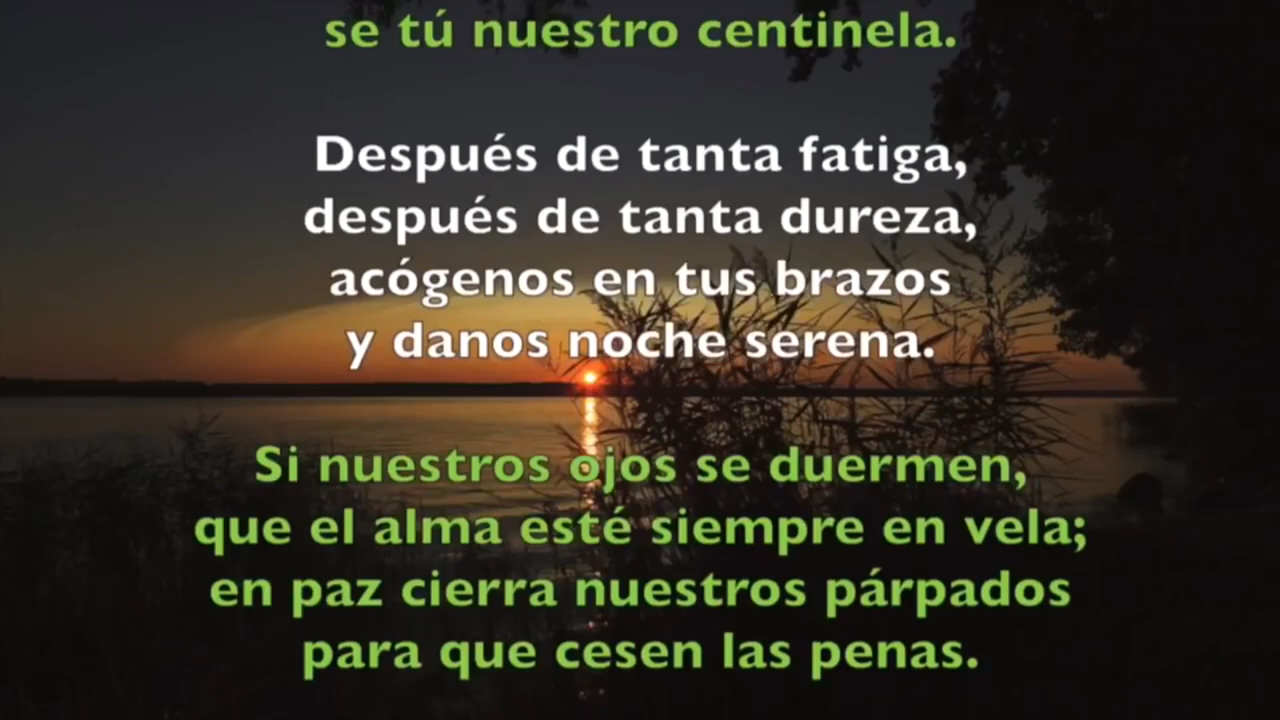 se tú nuestro centinela.
Después de tanta fatiga,
después de tanta dureza,
acógenos en tus brazos
y danos noche serena.
Si nuestros ojos se duermen,
que el alma esté siempre en vela;
en paz cierra nuestros párpados
para que cesen las penas.